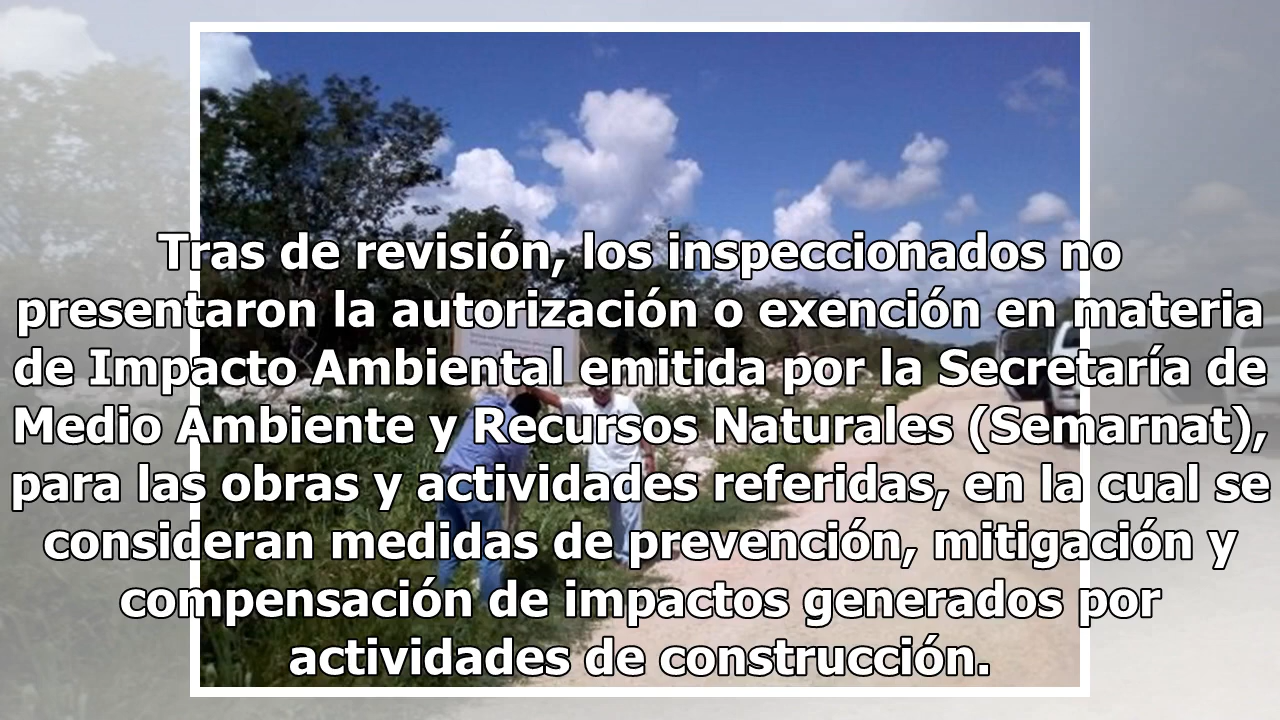 Tras de revisión, los inspeccionados no
presentaron la autorización o exención en materia
de Impacto Ambiental emitida por la Secretaría de
Medio Ambiente y Recursos Naturales (Semarnat),
para las obras y actividades referidas, en la cual se
consideran medidas de prevención, mitigación y
compensación de impactos generados por
actividades de construcción.